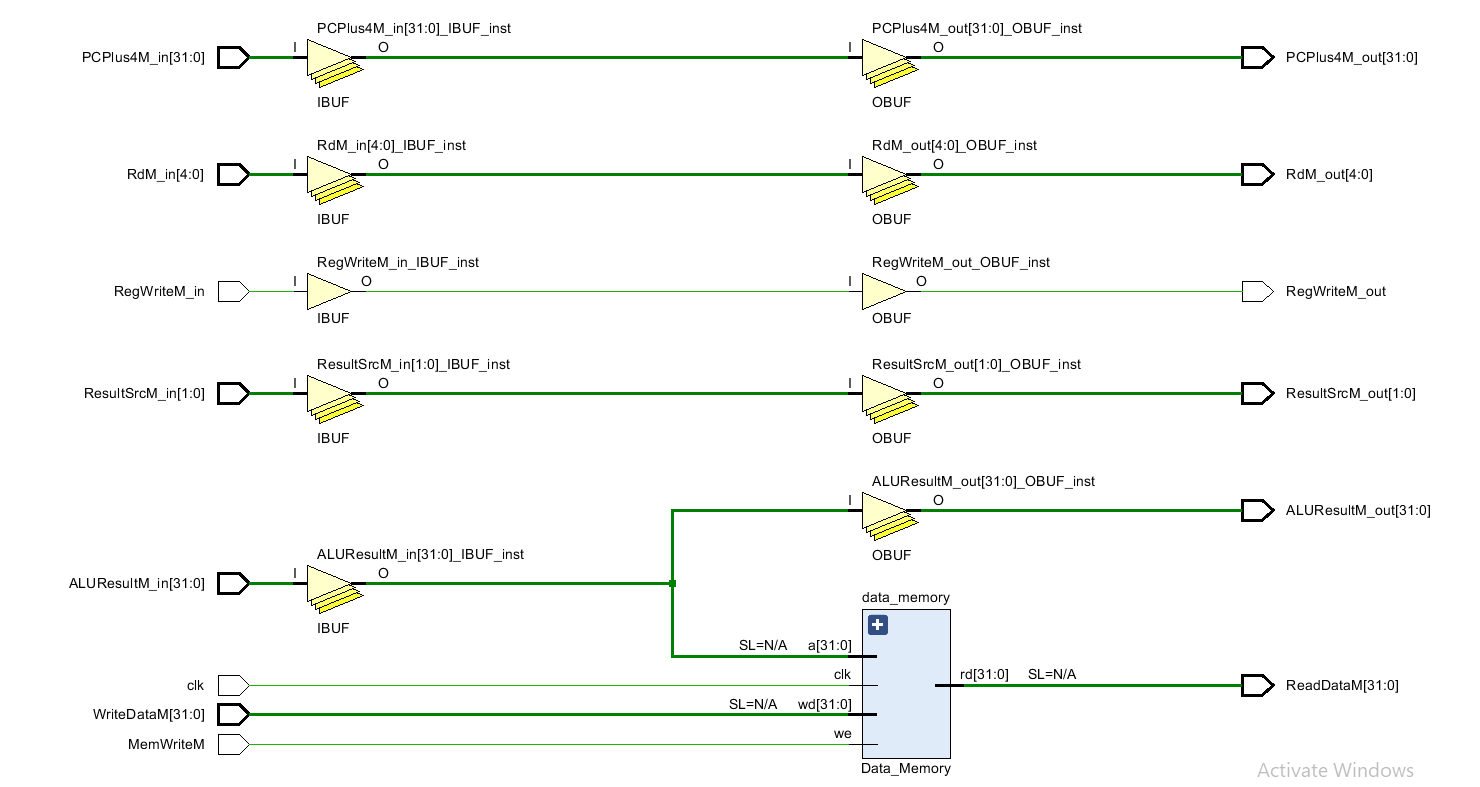 PCPlus4M_in[31:0]_IBUF_inst
PCPlus4M_out[31:0]_OBUF_inst
PCPlus4M_in[31:0]
I
O
I
O
PCPlus4M_out[31:0]
IBUF
OBUF
RdM_in[4:0]_IBUF_inst
RdM_out[4:0]_OBUF_inst
RdM_in[4:0]
I
O
I
O
RdM_out[4:0]
IBUF
OBUF
RegWriteM_in_IBUF_inst
RegWriteM_out_OBUF_inst
RegWriteM_in
I
O
I
O
RegWriteM_out
IBUF
OBUF
ResultSrcM_in[1:0]_IBUF_inst
ResultSrcM_out[1:0]_OBUF_inst
ResultSrcM_in[1:0]
I
O
I
O
ResultSrcM_out[1:0]
IBUF
OBUF
ALUResultM_out[31:0]_OBUF_inst
I
O
ALUResultM_out[31:0]
OBUF
ALUResultM_in[31:0]_IBUF_inst
ALUResultM_in[31:0]
I
O
IBUF
data_memory
SL=N/A
a[31:0]
clk
clk
rd[31:0]
SL=N/A
ReadDataM[31:0]
WriteDataM[31:0]
SL=N/A
wd[31:0]
MemWriteM
we
Data_Memory
Activate Windows